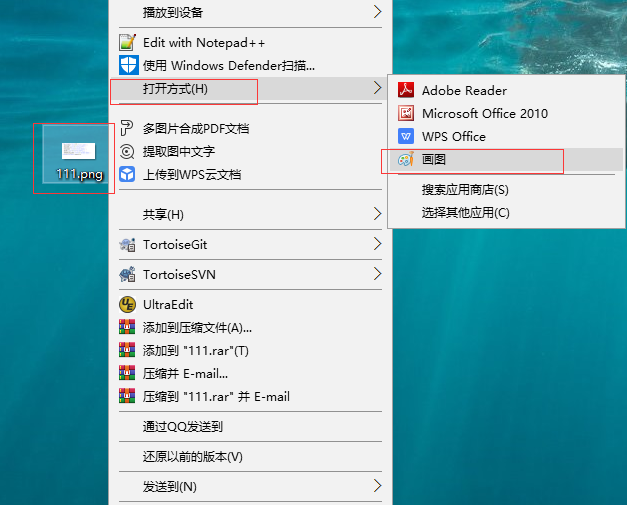 播放到设备
Edit with Notepad++
使用 Windows Defender扫描...
打开方式(H)
多图片合成PDF文档
提取图中文字
上传到WPS云文档
共享(H)
TortoiseGit
TortoiseSVN
UltraEdit
添加到压缩文件(A)...
添加到 "111.rar"(T)
压缩并 E-mail...
压缩到 "111.rar" 并 E-mail
通过QQ发送到
还原以前的版本(V)
发送到(N)
Adobe Reader
Microsoft Office 2010
WPS Office
画图
搜索应用商店(S)
选择其他应用(C)
111.png